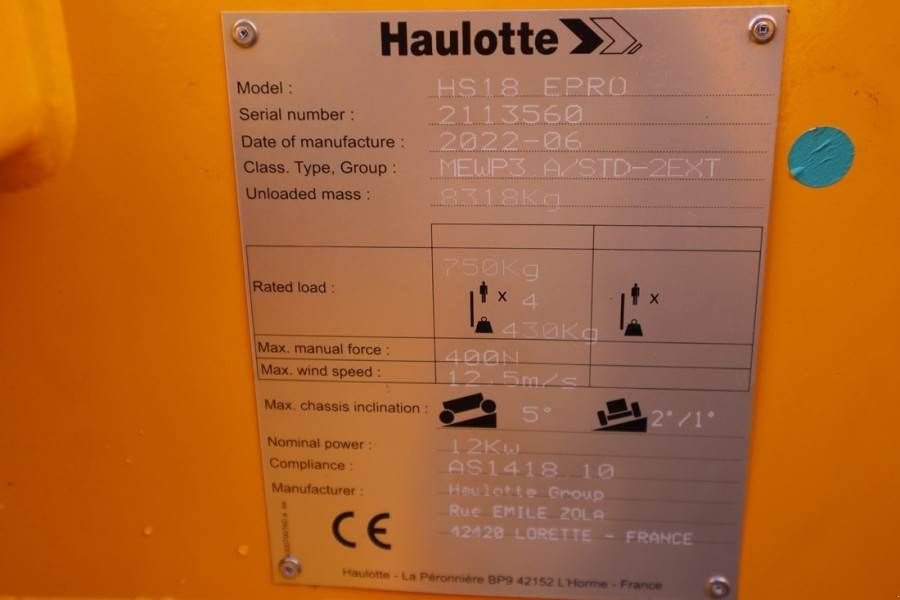 Haulotte
Model : HS18 EPRO
Serial number : 2113560
Date of manufacture : 2022-06
Class. Type, Group : MEWP3 A/STD-2EXT
Unloaded mass : 8318Kg
750Kg
Rated load : x 4 x
430Kg
Max. manual force : 400N
Max. wind speed : 12.5m/s
Max. chassis inclination : 5° 2°/1°
Nominal power : 12Kw
Compliance : AS1418 10
Manufacturer : Haulotte Group
Rue EMILE ZOLA
CE 42420 LORETTE - FRANCE
Haulotte - La Péronnière BP9 42152 L'Horme - France